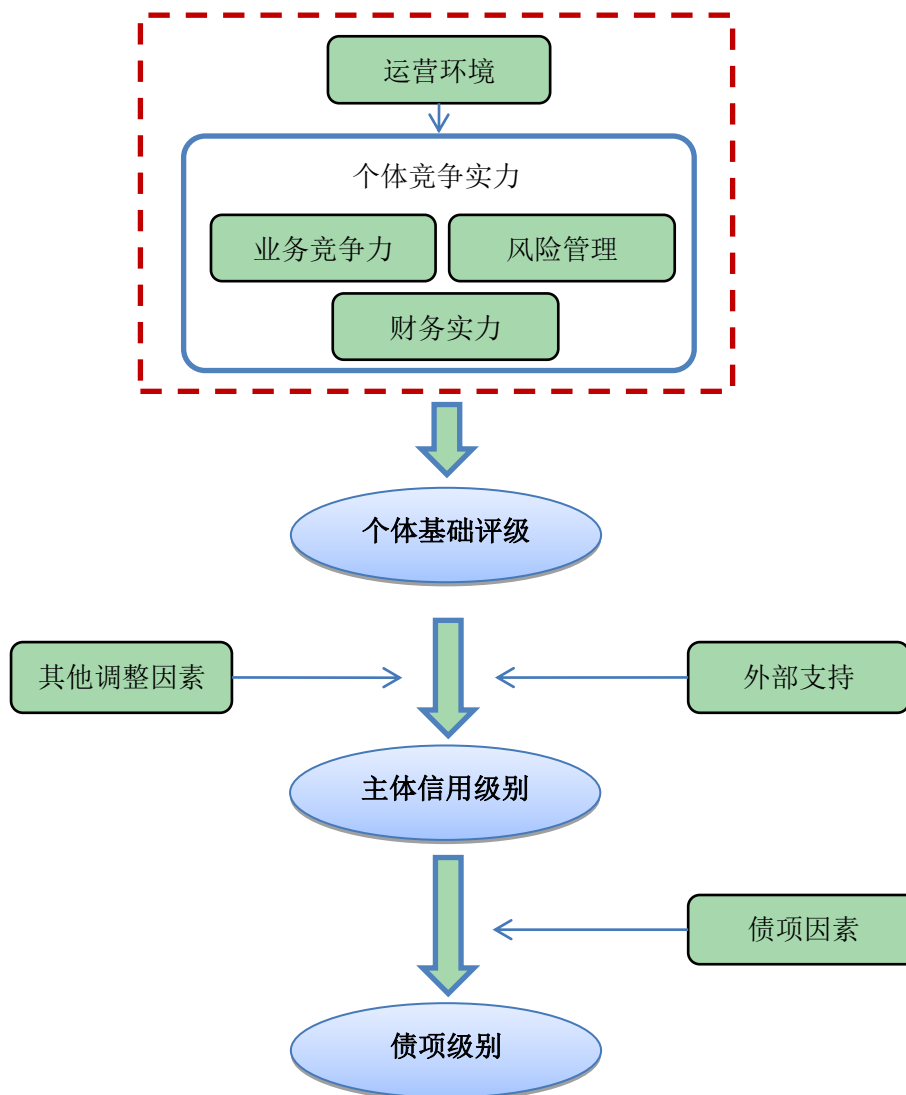 运营环境
个体竞争实力
业务竞争力
风险管理
财务实力
个体基础评级
其他调整因素
外部支持
主体信用级别
债项因素
债项级别